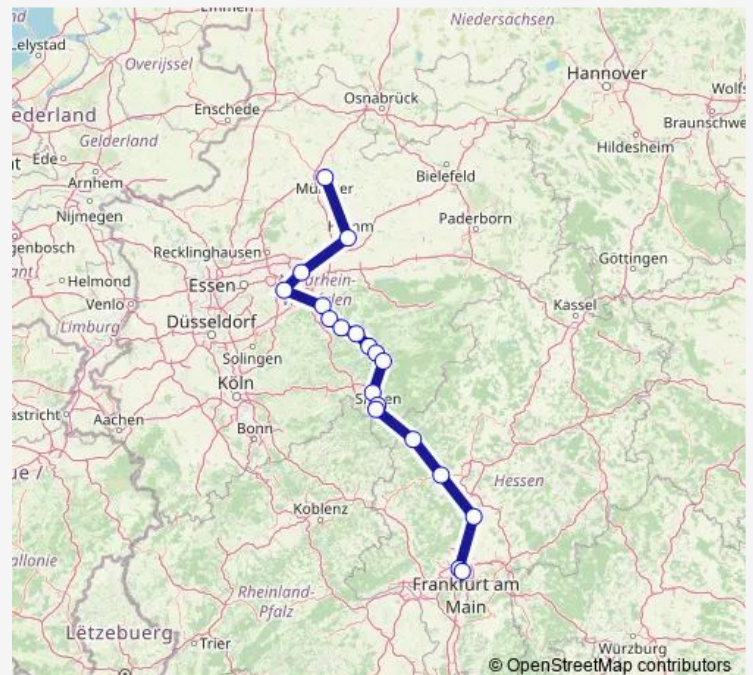 Emmen
Niedersachsen
Lelystad
Overijssel
Hannover
Osnabrück
Enschede
ederland
Wolfs
Braunschwe
Gelderland
Hildesheim
Ede
Bielefeld
Arnhem
Nijmegen
Paderborn
genbosch
Recklinghausen
Göttingen
Helmond
Essen
Venlo
Kassel
Limburg
Düsseldorf
Solingen
Köln
astricht
Aachen
Bonn
Hessen
Koblenz
allonie
Rheinland-
Pfalz
Frankfurt am
Main
Lëtzebuerg
Trier
Würzburg
© OpenStreetMap contributors